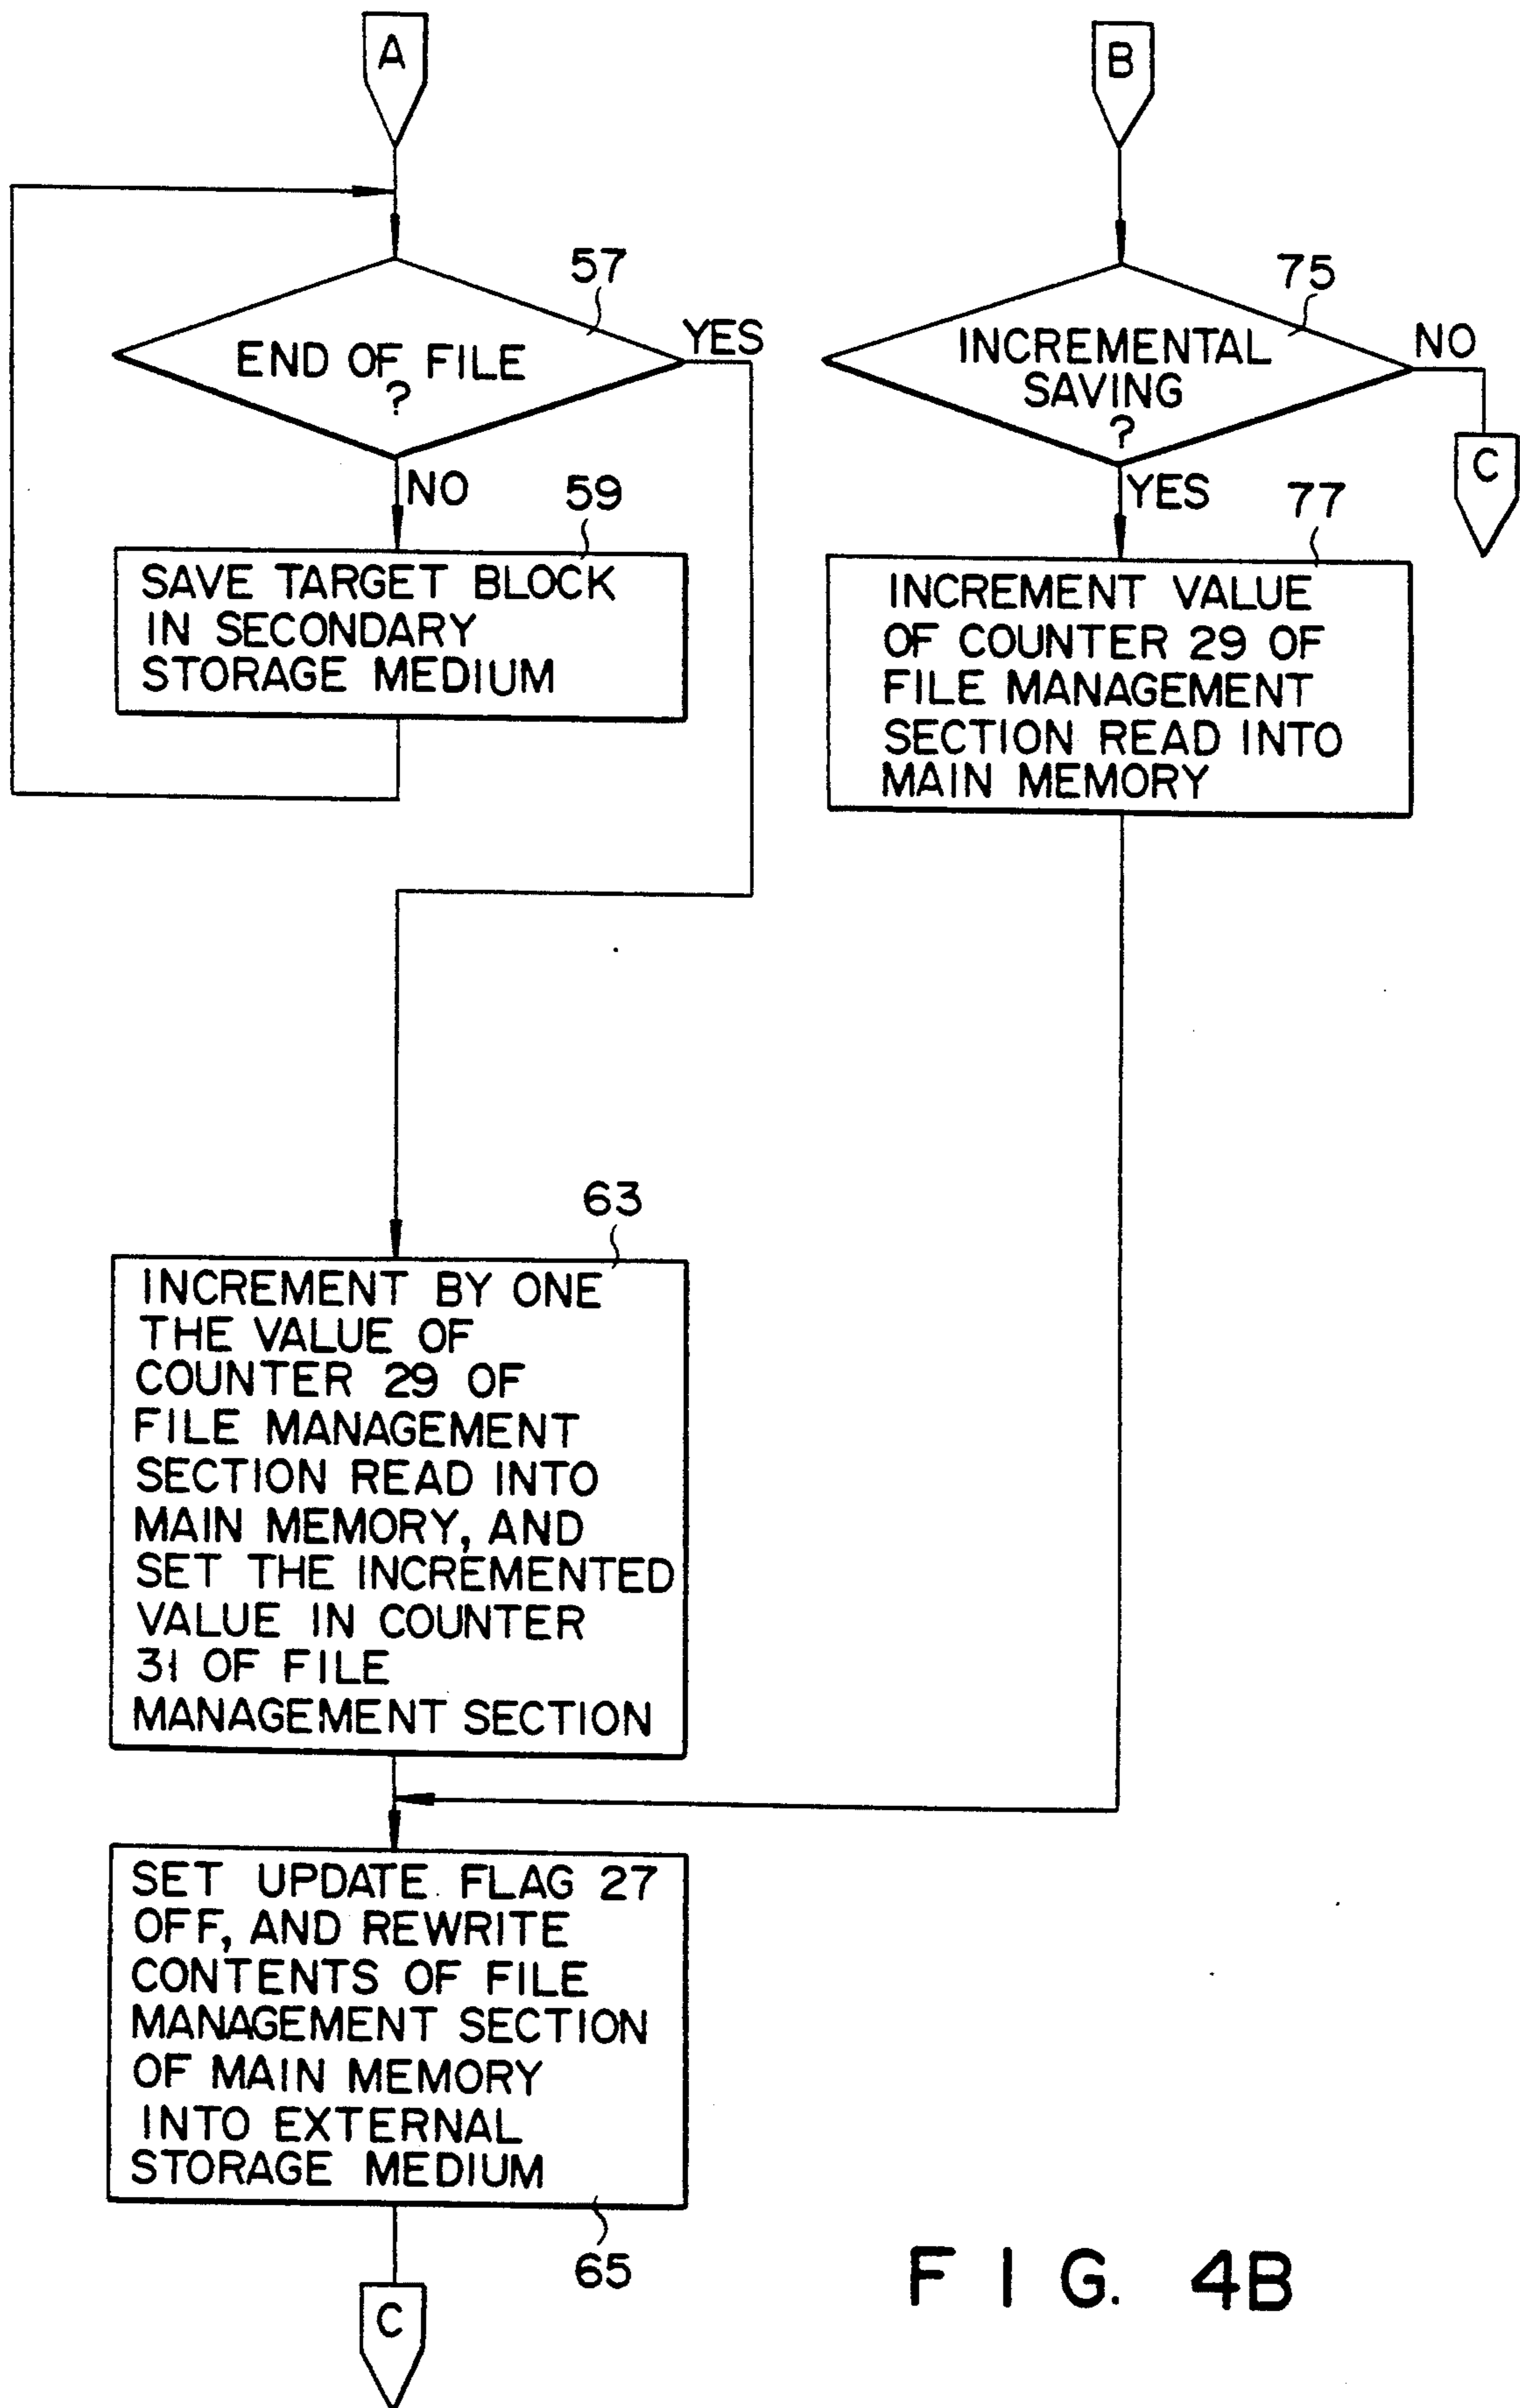 A
57
END OF FILE
?
YES
NO
59
SAVE TARGET BLOCK
IN SECONDARY
STORAGE MEDIUM
63
INCREMENT BY ONE
THE VALUE OF
COUNTER 29 OF
FILE MANAGEMENT
SECTION READ INTO
MAIN MEMORY, AND
SET THE INCREMENTED
VALUE IN COUNTER
31 OF FILE
MANAGEMENT SECTION
SET UPDATE FLAG 27
OFF, AND REWRITE
CONTENTS OF FILE
MANAGEMENT SECTION
OF MAIN MEMORY
INTO EXTERNAL
STORAGE MEDIUM
65
C
B
75
INCREMENTAL
SAVING
?
NO
C
YES
77
INCREMENT VALUE
OF COUNTER 29 OF
FILE MANAGEMENT
SECTION READ INTO
MAIN MEMORY
FIG. 4B